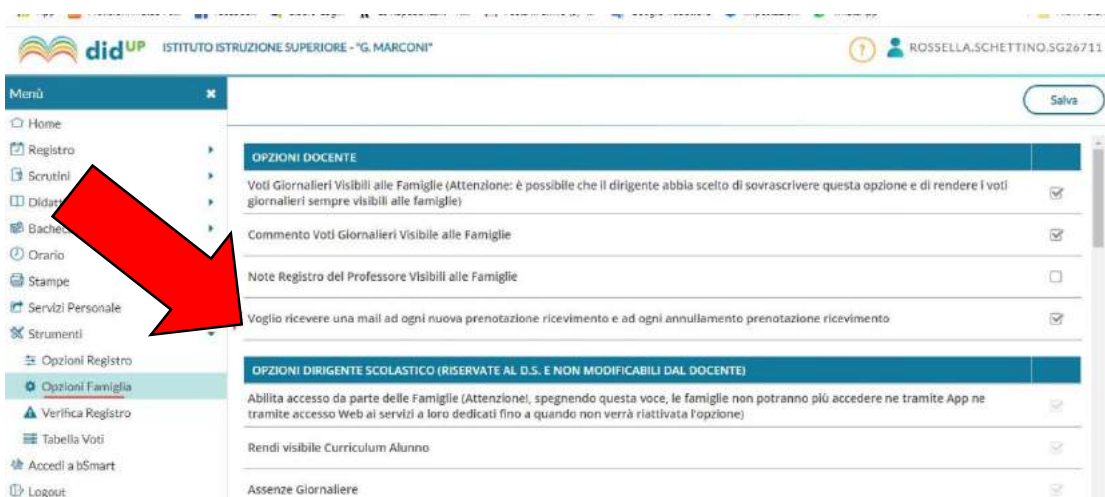 didUP
ISTITUTO ISTRUZIONE SUPERIORE - "G. MARCONI"
?
ROSSELLA.SCHETTINO.SG26711
Menù
Salva
Home
Registro
Scrutini
Didatt
Bachec
Orario
Stampe
Servizi Personale
Strumenti
Opzioni Registro
Opzioni Famiglia
Verifica Registro
Tabella Voti
Accedi a bSmart
Logout
OPZIONI DOCENTE
Voti Giornalieri Visibili alle Famiglie (Attenzione: è possibile che il dirigente abbia scelto di sovrascrivere questa opzione e di rendere i voti
giornalieri sempre visibili alle famiglie)
Commento Voti Giornalieri Visibile alle Famiglie
Note Registro del Professore Visibili alle Famiglie
Voglio ricevere una mail ad ogni nuova prenotazione ricevimento e ad ogni annullamento prenotazione ricevimento
OPZIONI DIRIGENTE SCOLASTICO (RISERVATE AL D.S. E NON MODIFICABILI DAL DOCENTE)
Abilita accesso da parte delle Famiglie (Attenzione!, spegnendo questa voce, le famiglie non potranno più accedere ne tramite App ne
tramite accesso Web ai servizi a loro dedicati fino a quando non verrà riattivata l'opzione)
Rendi visibile Curriculum Alunno
Assenze Giornaliere